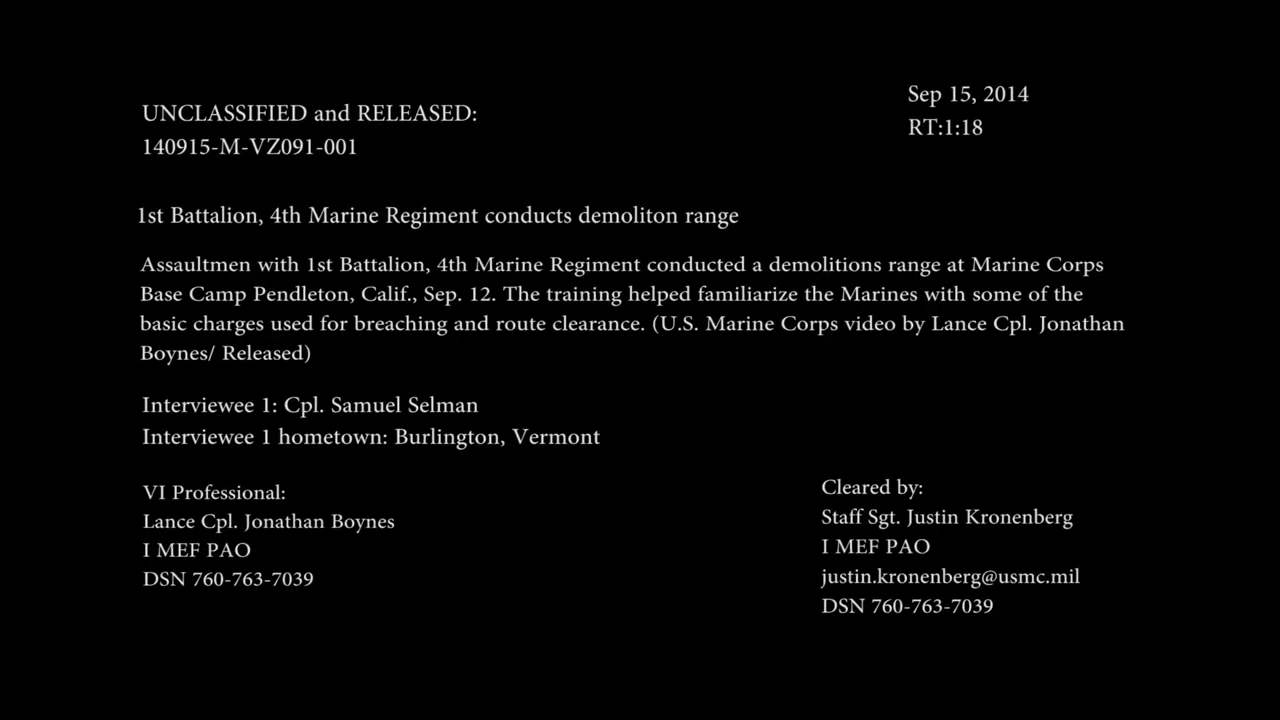 UNCLASSIFIED and RELEASED:
140915-M-VZ091-001
Sep 15, 2014
RT:1:18
1st Battalion, 4th Marine Regiment conducts demoliton range
Assaultmen with 1st Battalion, 4th Marine Regiment conducted a demolitions range at Marine Corps
Base Camp Pendleton, Calif., Sep. 12. The training helped familiarize the Marines with some of the
basic charges used for breaching and route clearance. (U.S. Marine Corps video by Lance Cpl. Jonathan
Boynes/ Released)
Interviewee 1: Cpl. Samuel Selman
Interviewee 1 hometown: Burlington, Vermont
VI Professional:
Lance Cpl. Jonathan Boynes
I MEF PAO
DSN 760-763-7039
Cleared by:
Staff Sgt. Justin Kronenberg
I MEF PAO
justin.kronenberg@usmc.mil
DSN 760-763-7039